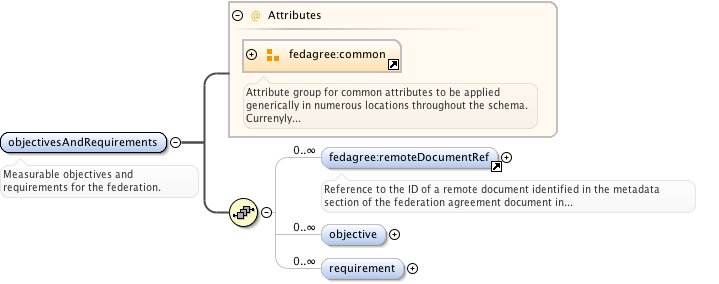 @ Attributes
fedagree:common
Attribute group for common attributes to be applied
generically in numerous locations throughout the schema.
Currenyly...
objectivesAndRequirements
Measurable objectives and
requirements for the federation.
0..∞
fedagree:remoteDocumentRef
Reference to the ID of a remote document identified in the metadata
section of the federation agreement document in...
0..∞
objective
0..∞
requirement